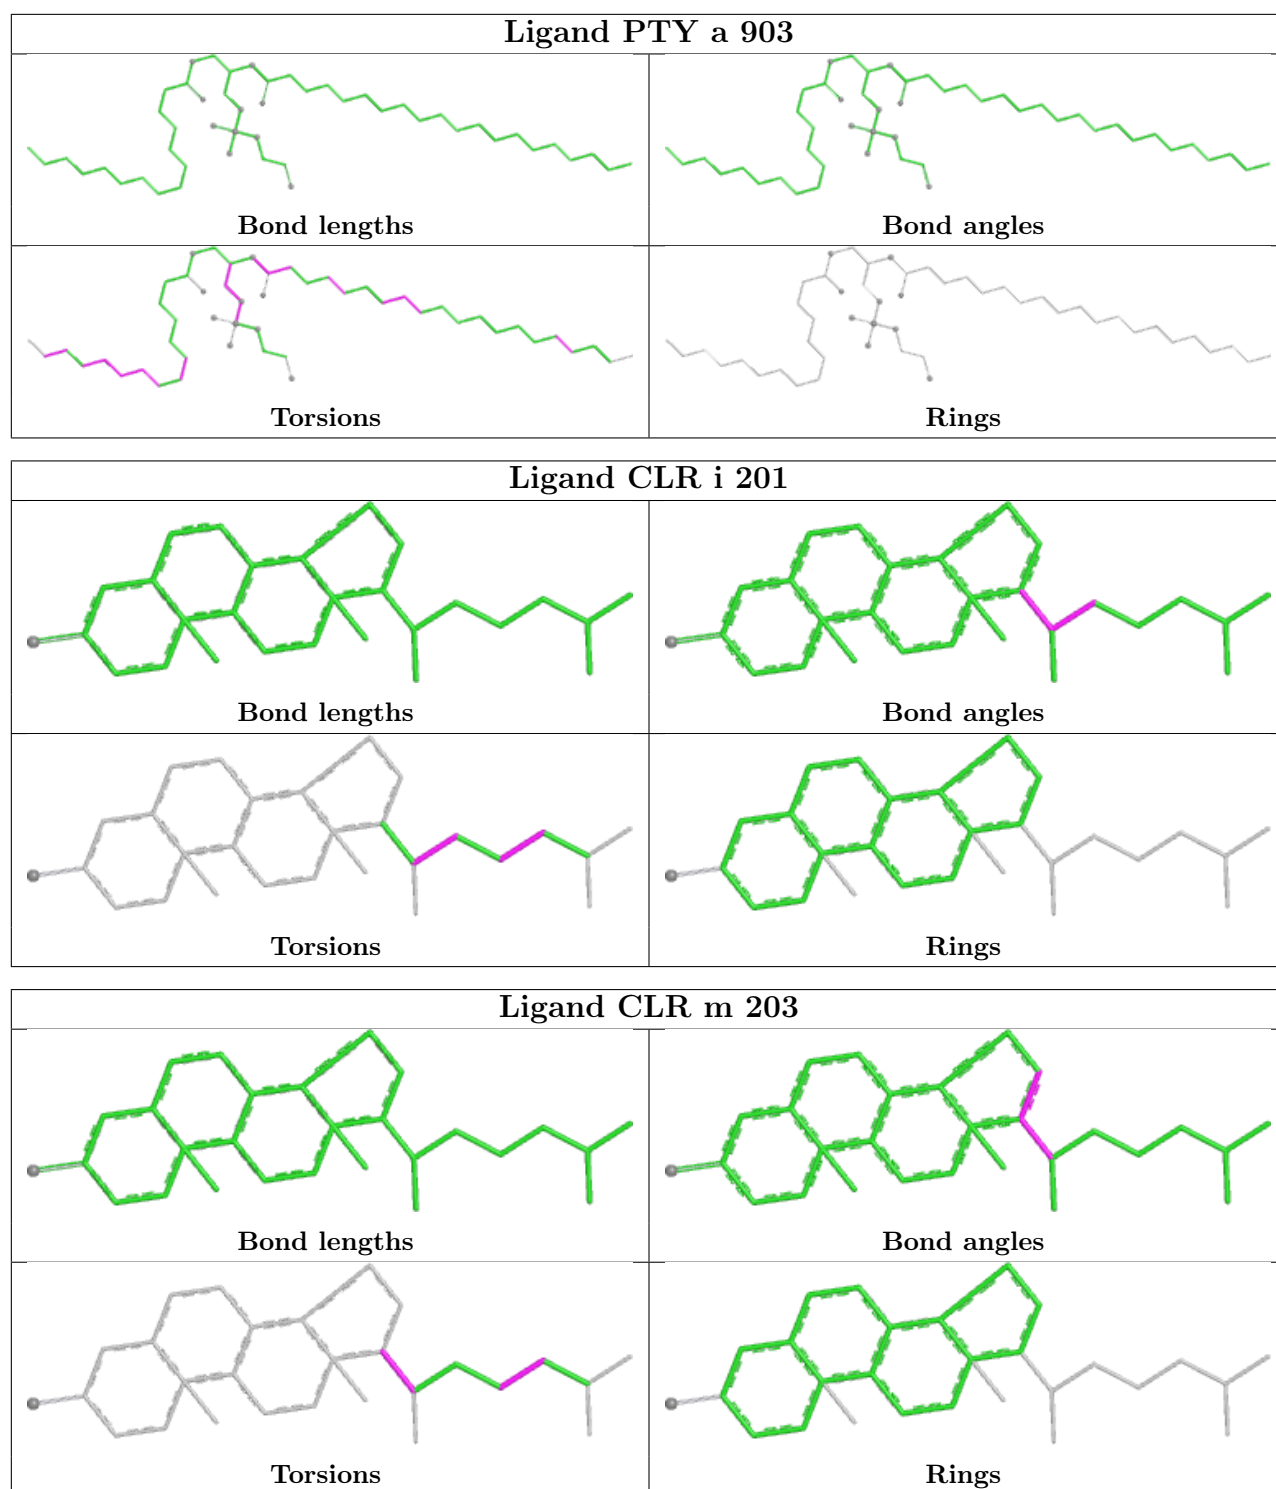 Ligand PTY a 903
Bond lengths
Bond angles
Torsions
Rings
Ligand CLR i 201
Bond lengths
Bond angles
Torsions
Rings
Ligand CLR m 203
Bond lengths
Bond angles
Torsions
Rings